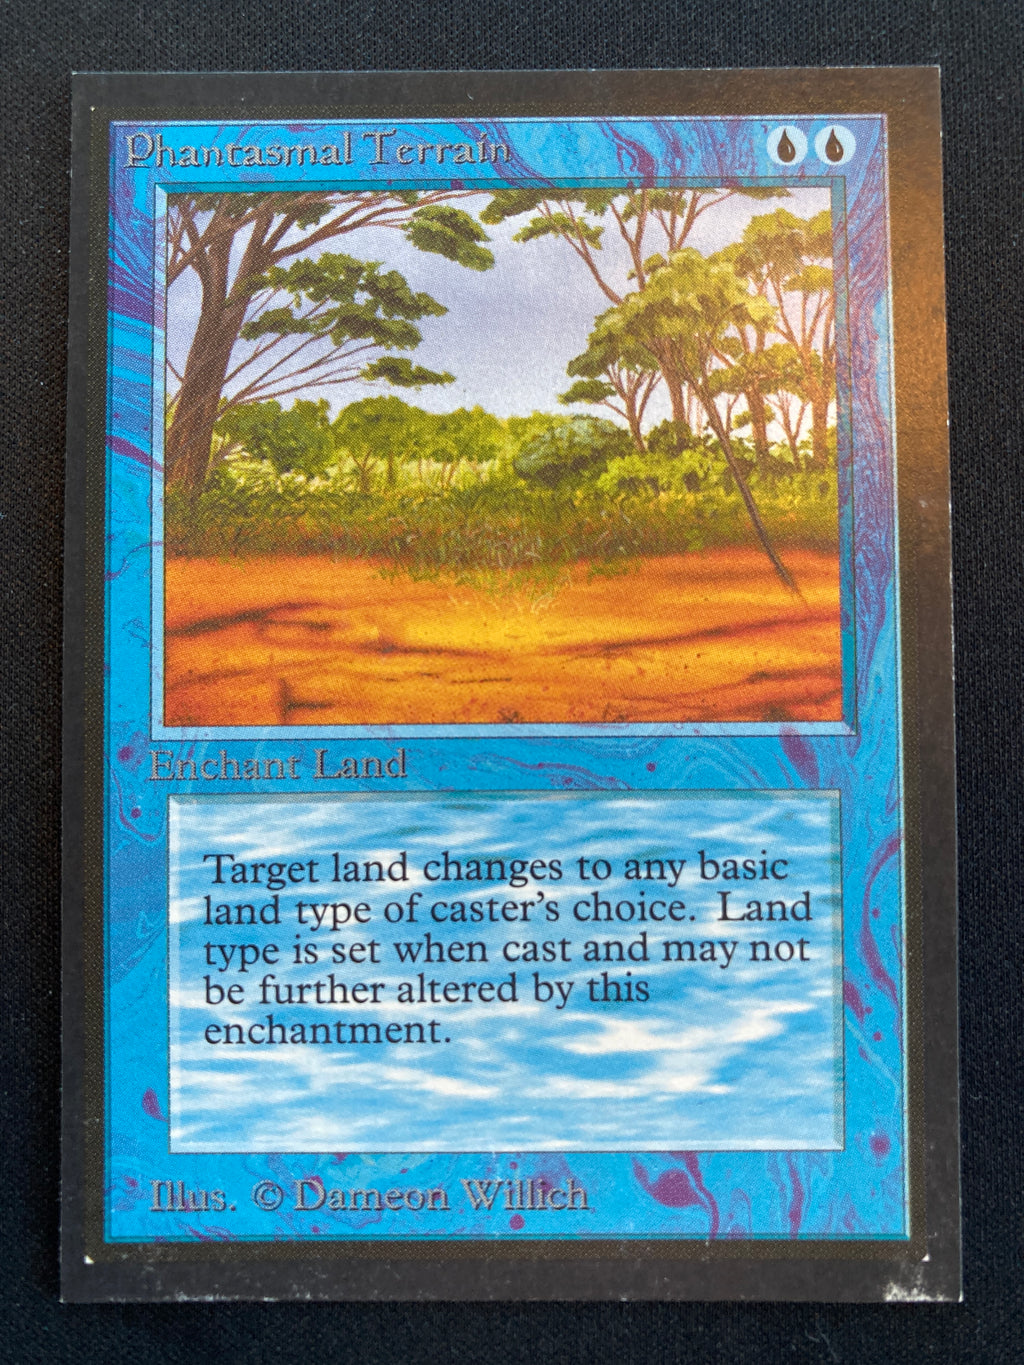 Phantasmal Terrain
Enchant Land
Target land changes to any basic
land type of caster's choice. Land
type is set when cast and may not
be further altered by this
enchantment.
Illus. © Dameon Willich